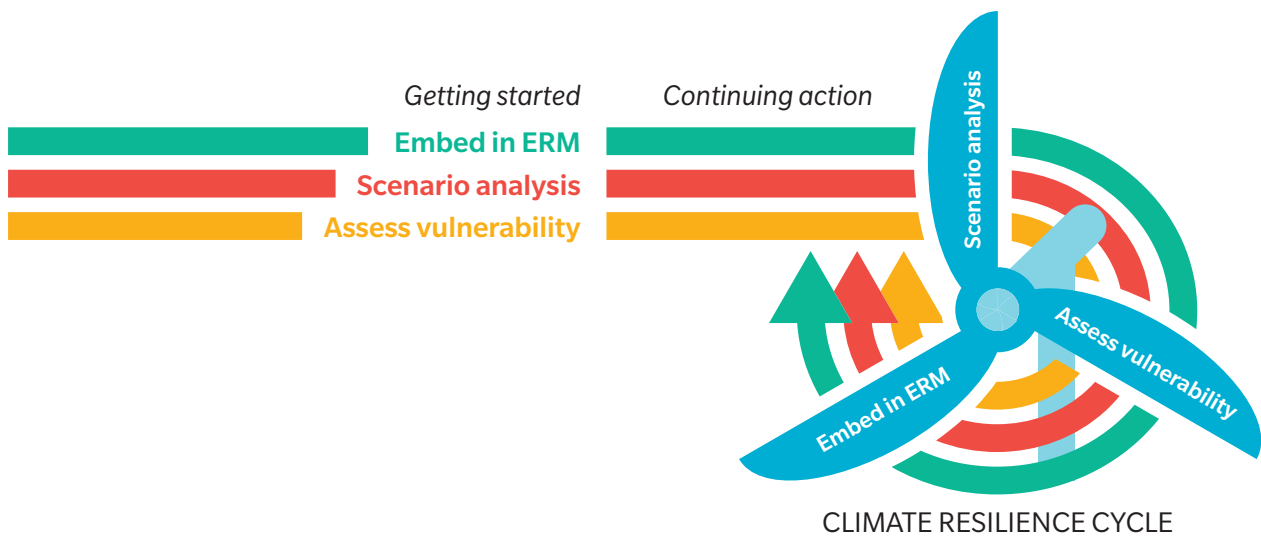 Getting started
Continuing action
Embed in ERM
Scenario analysis
Assess vulnerability
Scenario analysis
Assess vulnerability
Embed in ERM
CLIMATE RESILIENCE CYCLE